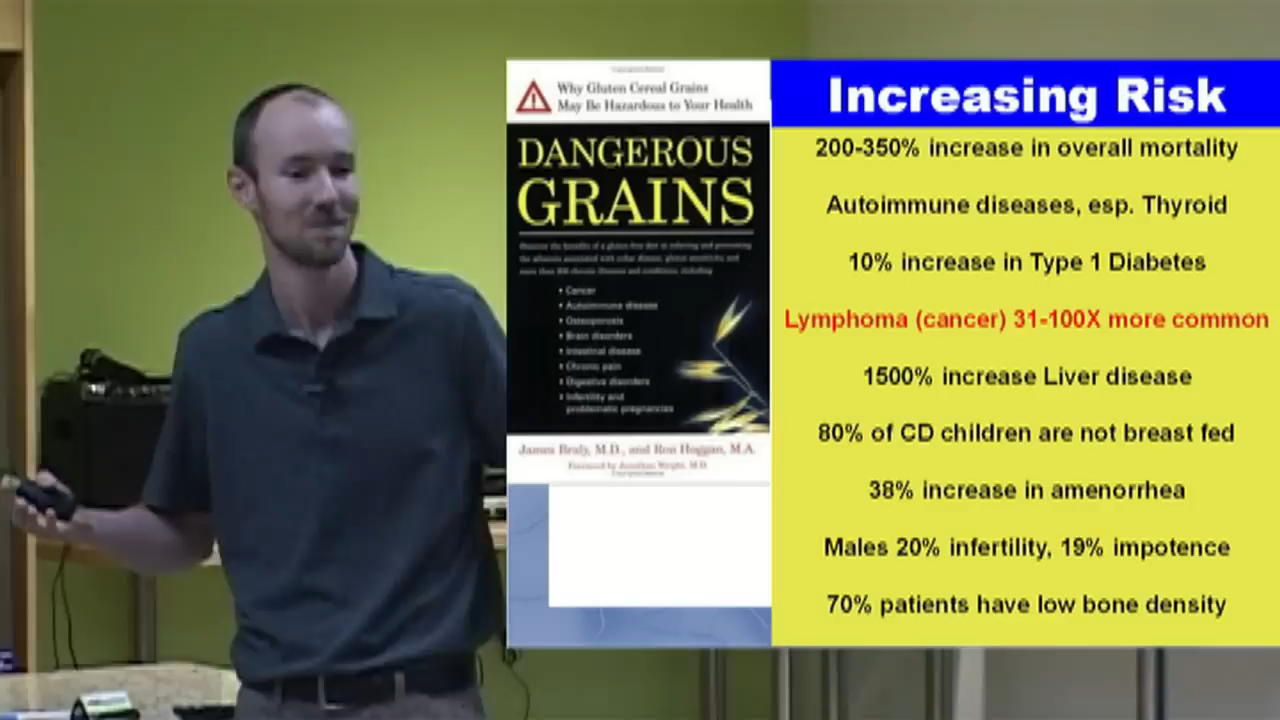 Why Gluten Cereal Grains
May Be Hazardous to Your Health
DANGEROUS
GRAINS
• Cancer
• Autoimmune disease
• Osteoporosis
• Brain disorders
• Intestinal disease
• Chronic pain
• Digestive disorders
• Infertility and
problematic pregnancies
James Braly, M.D., and Ron Hoggan, M.A.
Foreword by Jonathan Wright, M.D.
Increasing Risk
200-350% increase in overall mortality
Autoimmune diseases, esp. Thyroid
10% increase in Type 1 Diabetes
Lymphoma (cancer) 31-100X more common
1500% increase Liver disease
80% of CD children are not breast fed
38% increase in amenorrhea
Males 20% infertility, 19% impotence
70% patients have low bone density